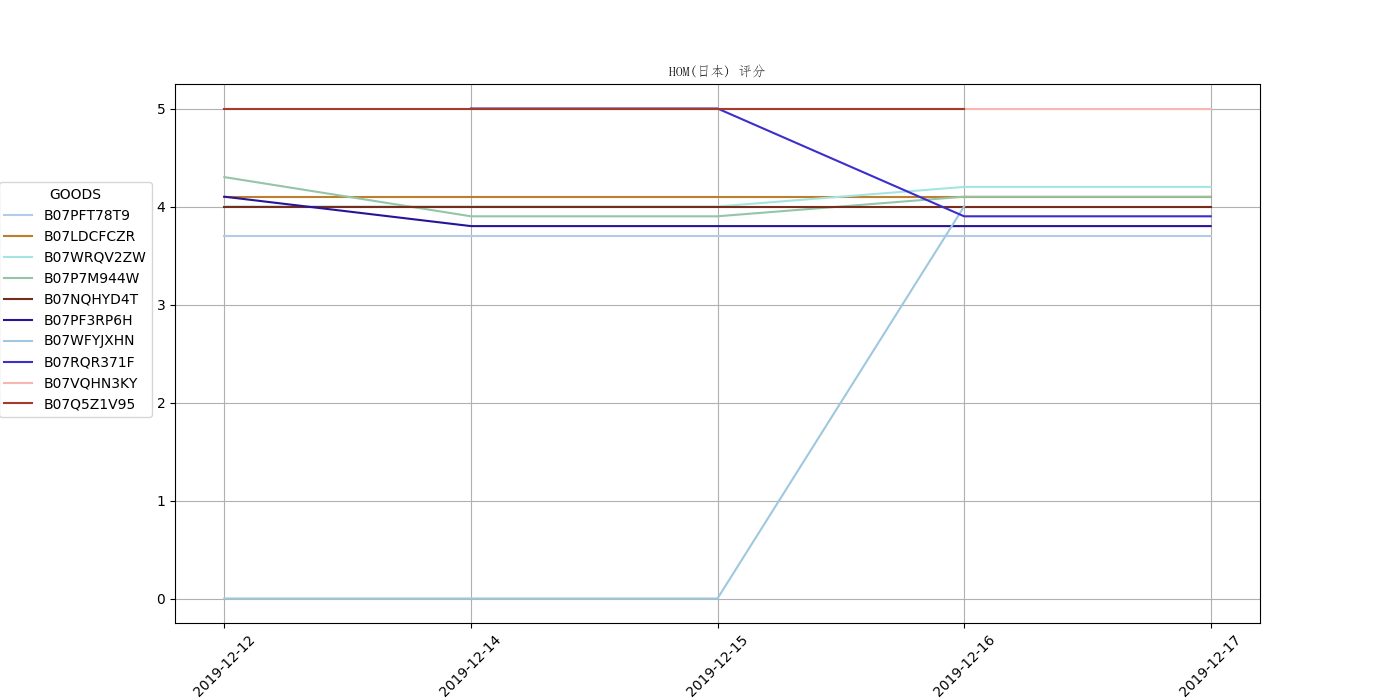 HOM(日本) 评分
GOODS
B07PFT78T9
B07LDCFCZR
B07WRQV2ZW
B07P7M944W
B07NQHYD4T
B07PF3RP6H
B07WFYJXHN
B07RQR371F
B07VQHN3KY
B07Q5Z1V95
5
4
3
2
1
0
2019-12-12
2019-12-14
2019-12-15
2019-12-16
2019-12-17